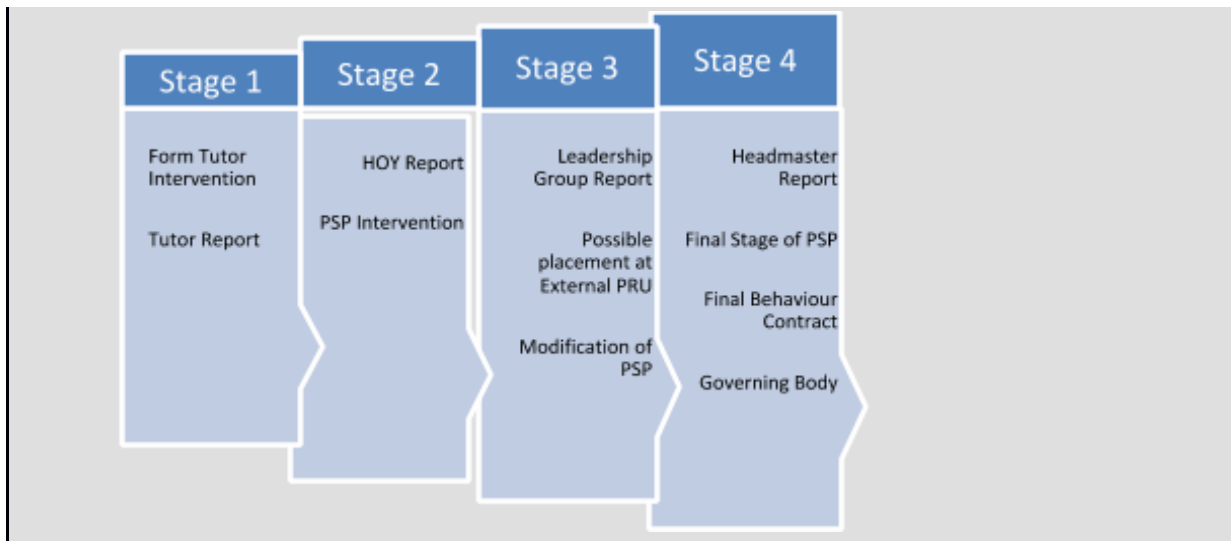 Stage 1
Form Tutor
Intervention
Tutor Report
Stage 2
HOY Report
PSP Intervention
Stage 3
Leadership
Group Report
Possible
placement at
External PRU
Modification of
PSP
Stage 4
Headmaster
Report
Final Stage of PSP
Final Behaviour
Contract
Governing Body